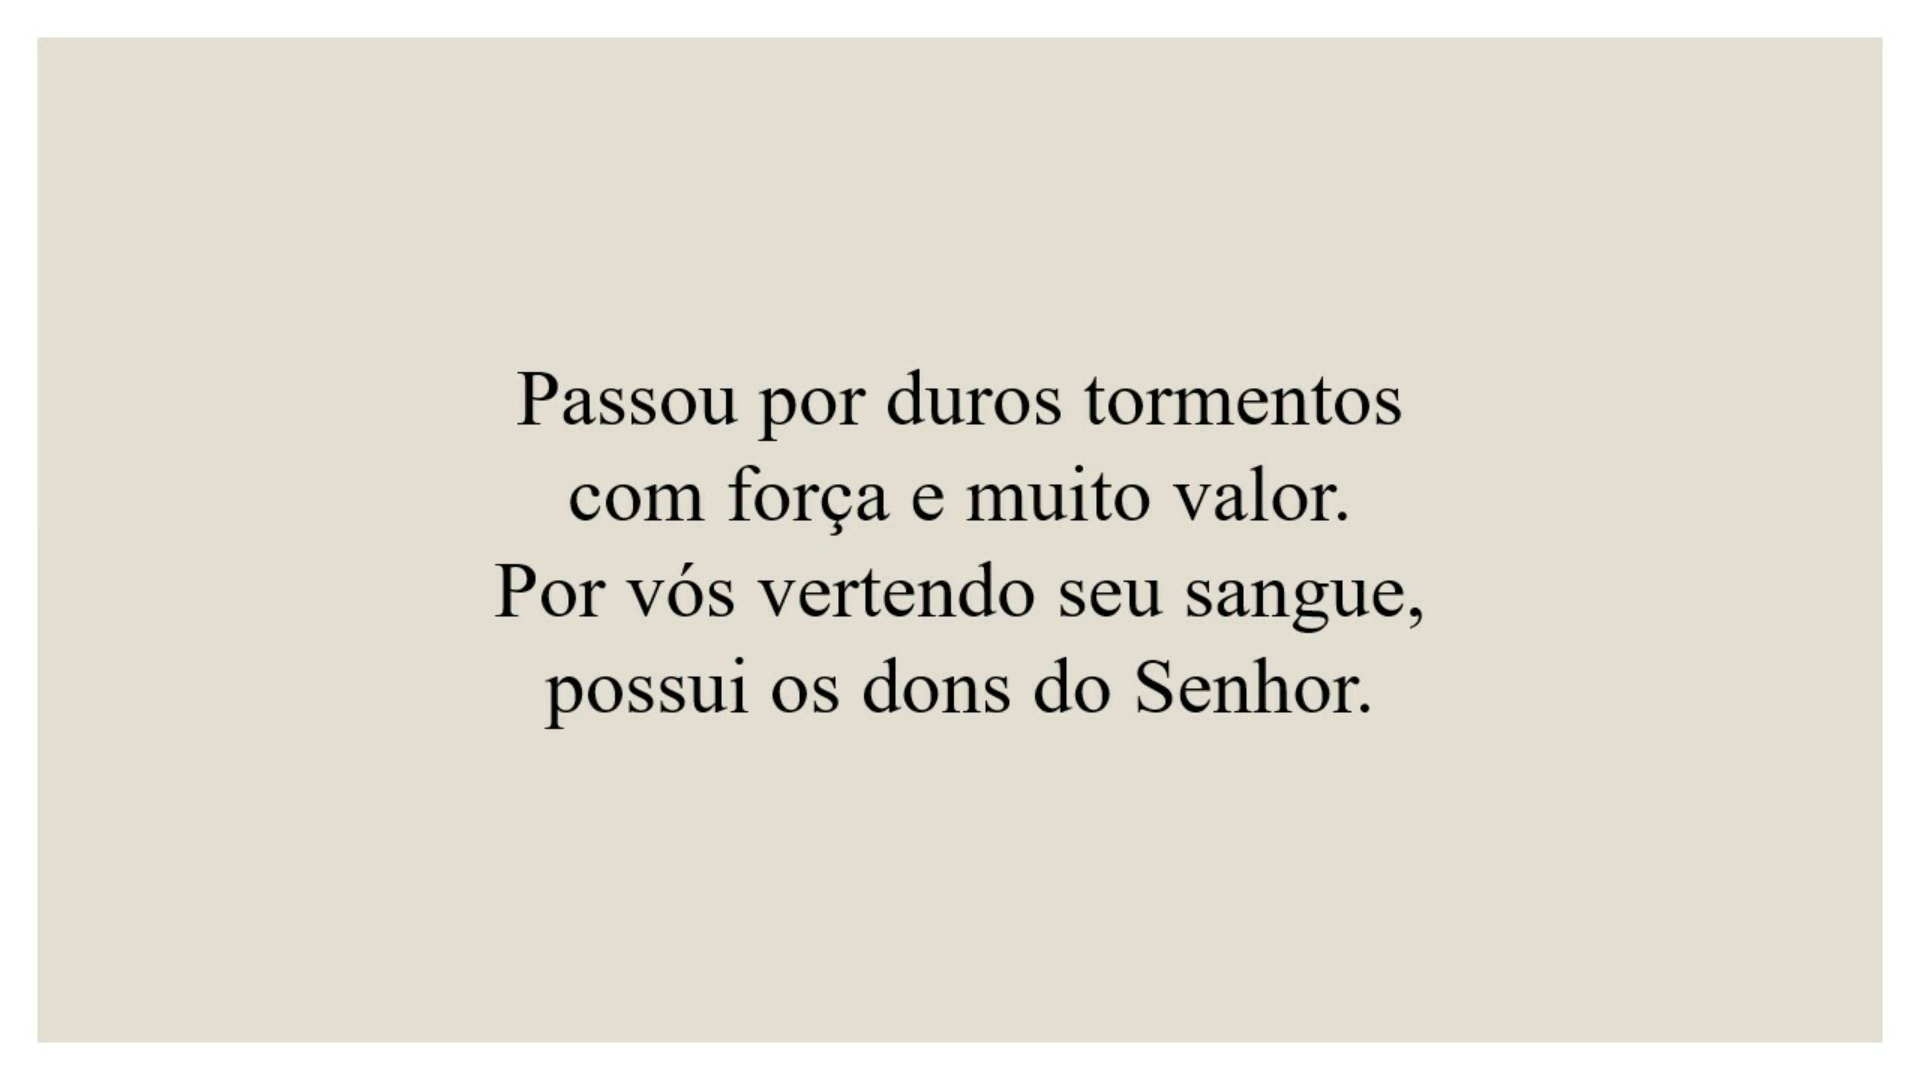 Passou por duros tormentos
com força e muito valor.
Por vós vertendo seu sangue,
possui os dons do Senhor.